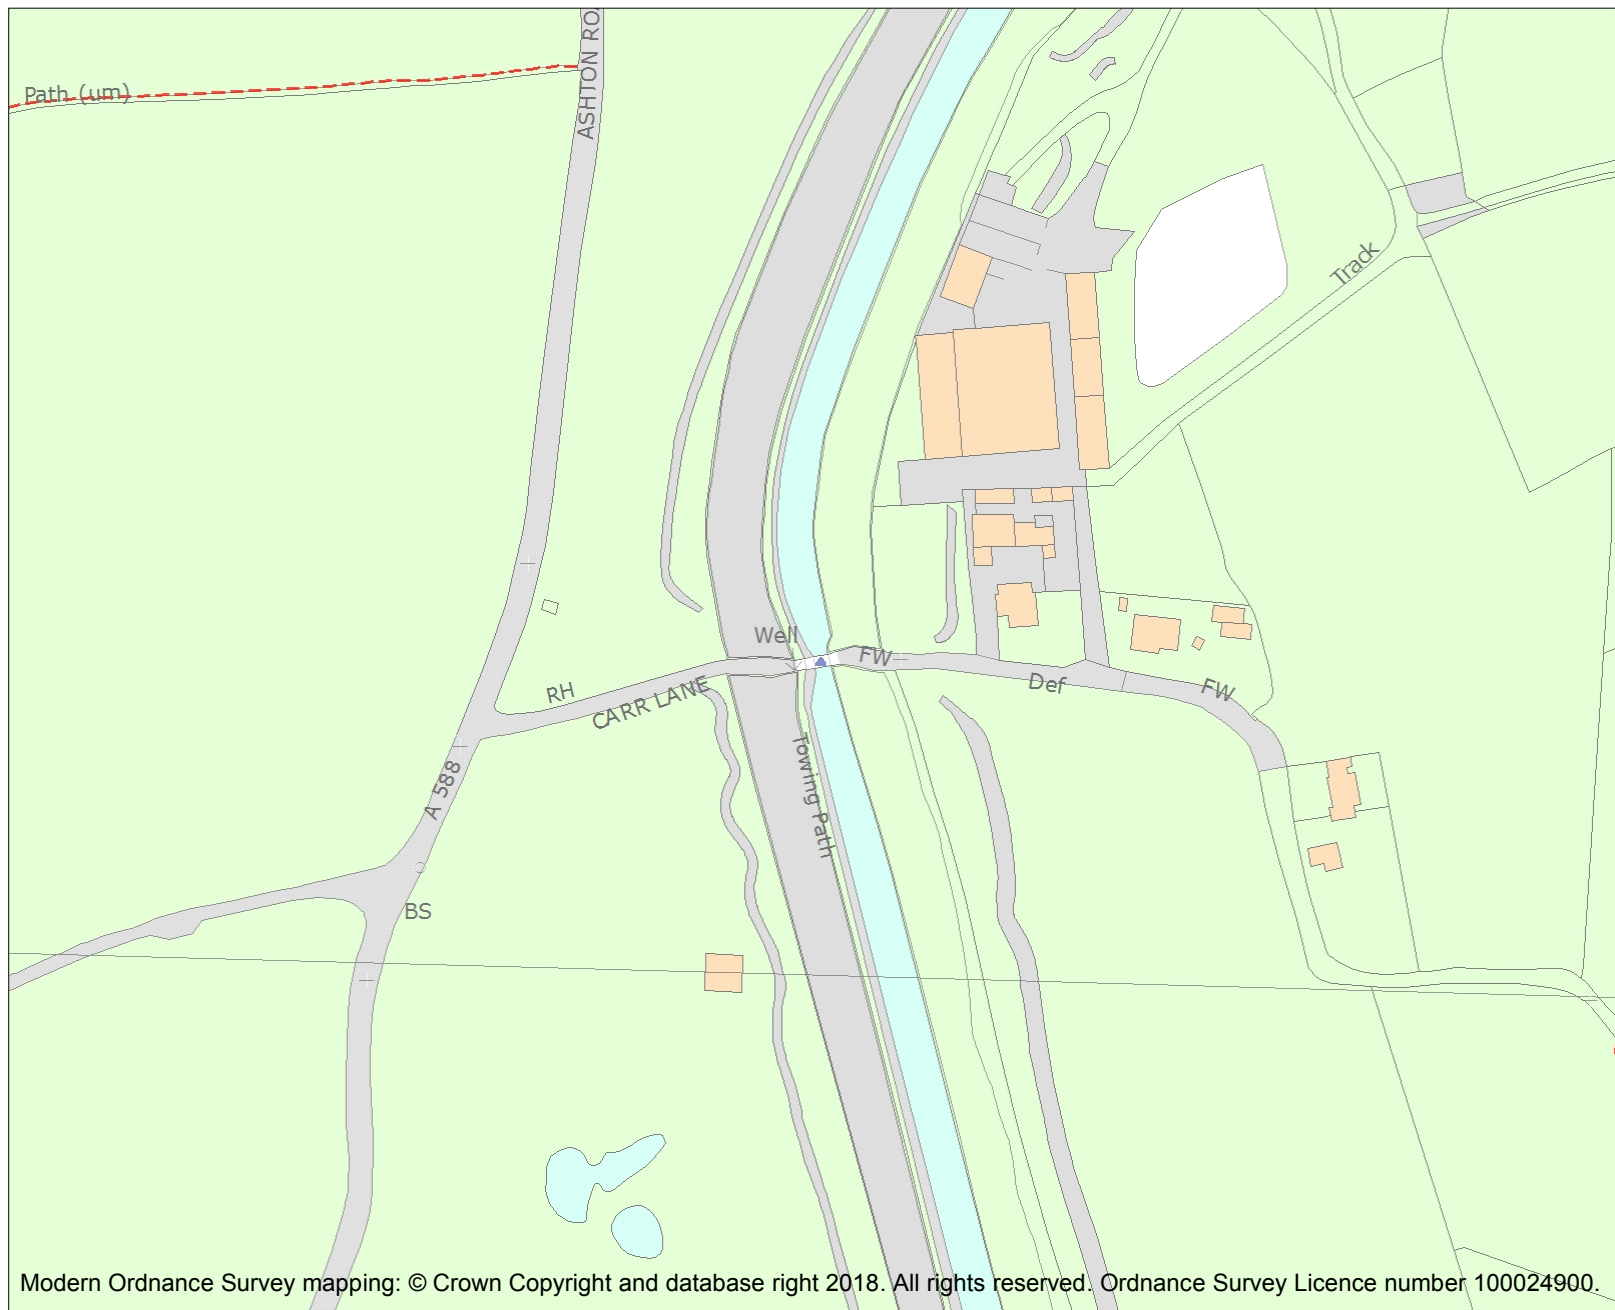 Path (um)
ASHTON ROA
Track
Well
FW
RH
CARR LANE
Def
FW
Towing Path
A 588
BS
Modern Ordnance Survey mapping: © Crown Copyright and database right 2018. All rights reserved. Ordnance Survey Licence number 100024900.